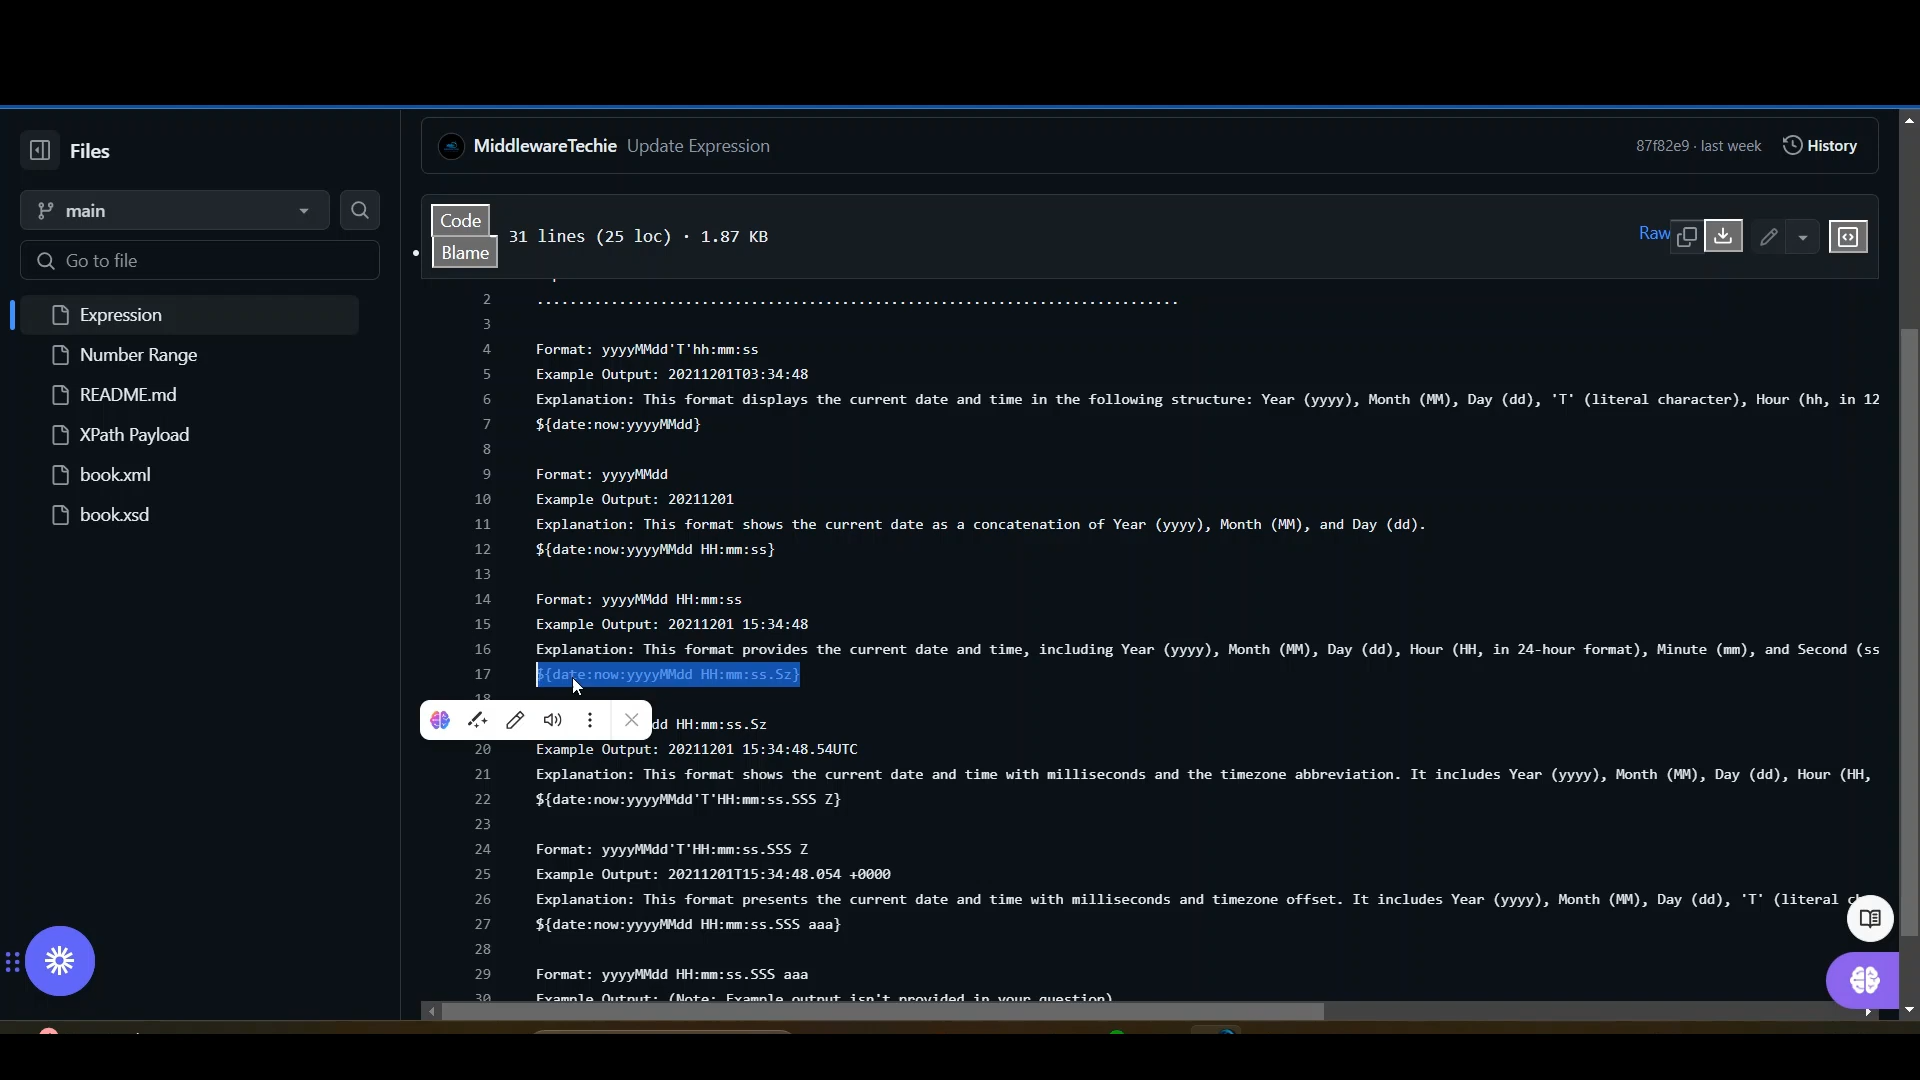 Files
main
Go to file
Expression
Number Range
README.md
XPath Payload
book.xml
book.xsd
MiddlewareTechie Update Expression
87f82e9 · last week History
Code
Blame
31 lines (25 loc) · 1.87 KB
Raw
2 ..............................................................................
3
4 Format: yyyyMMdd'T'hh:mm:ss
5 Example Output: 20211201T03:34:48
6 Explanation: This format displays the current date and time in the following structure: Year (yyyy), Month (MM), Day (dd), 'T' (literal character), Hour (hh, in 12
7 ${date:now:yyyyMMdd}
8
9 Format: yyyyMMdd
10 Example Output: 20211201
11 Explanation: This format shows the current date as a concatenation of Year (yyyy), Month (MM), and Day (dd).
12 ${date:now:yyyyMMdd HH:mm:ss}
13
14 Format: yyyyMMdd HH:mm:ss
15 Example Output: 20211201 15:34:48
16 Explanation: This format provides the current date and time, including Year (yyyy), Month (MM), Day (dd), Hour (HH, in 24-hour format), Minute (mm), and Second (ss
17 ${date:now:yyyyMMdd HH:mm:ss.Sz}
18
dd HH:mm:ss.Sz
20 Example Output: 20211201 15:34:48.54UTC
21 Explanation: This format shows the current date and time with milliseconds and the timezone abbreviation. It includes Year (yyyy), Month (MM), Day (dd), Hour (HH,
22 ${date:now:yyyyMMdd'T'HH:mm:ss.SSS Z}
23
24 Format: yyyyMMdd'T'HH:mm:ss.SSS Z
25 Example Output: 20211201T15:34:48.054 +0000
26 Explanation: This format presents the current date and time with milliseconds and timezone offset. It includes Year (yyyy), Month (MM), Day (dd), 'T' (literal
27 ${date:now:yyyyMMdd HH:mm:ss.SSS aaa}
28
29 Format: yyyyMMdd HH:mm:ss.SSS aaa
30 Example Output: (Note: Example output isn't provided in your question)